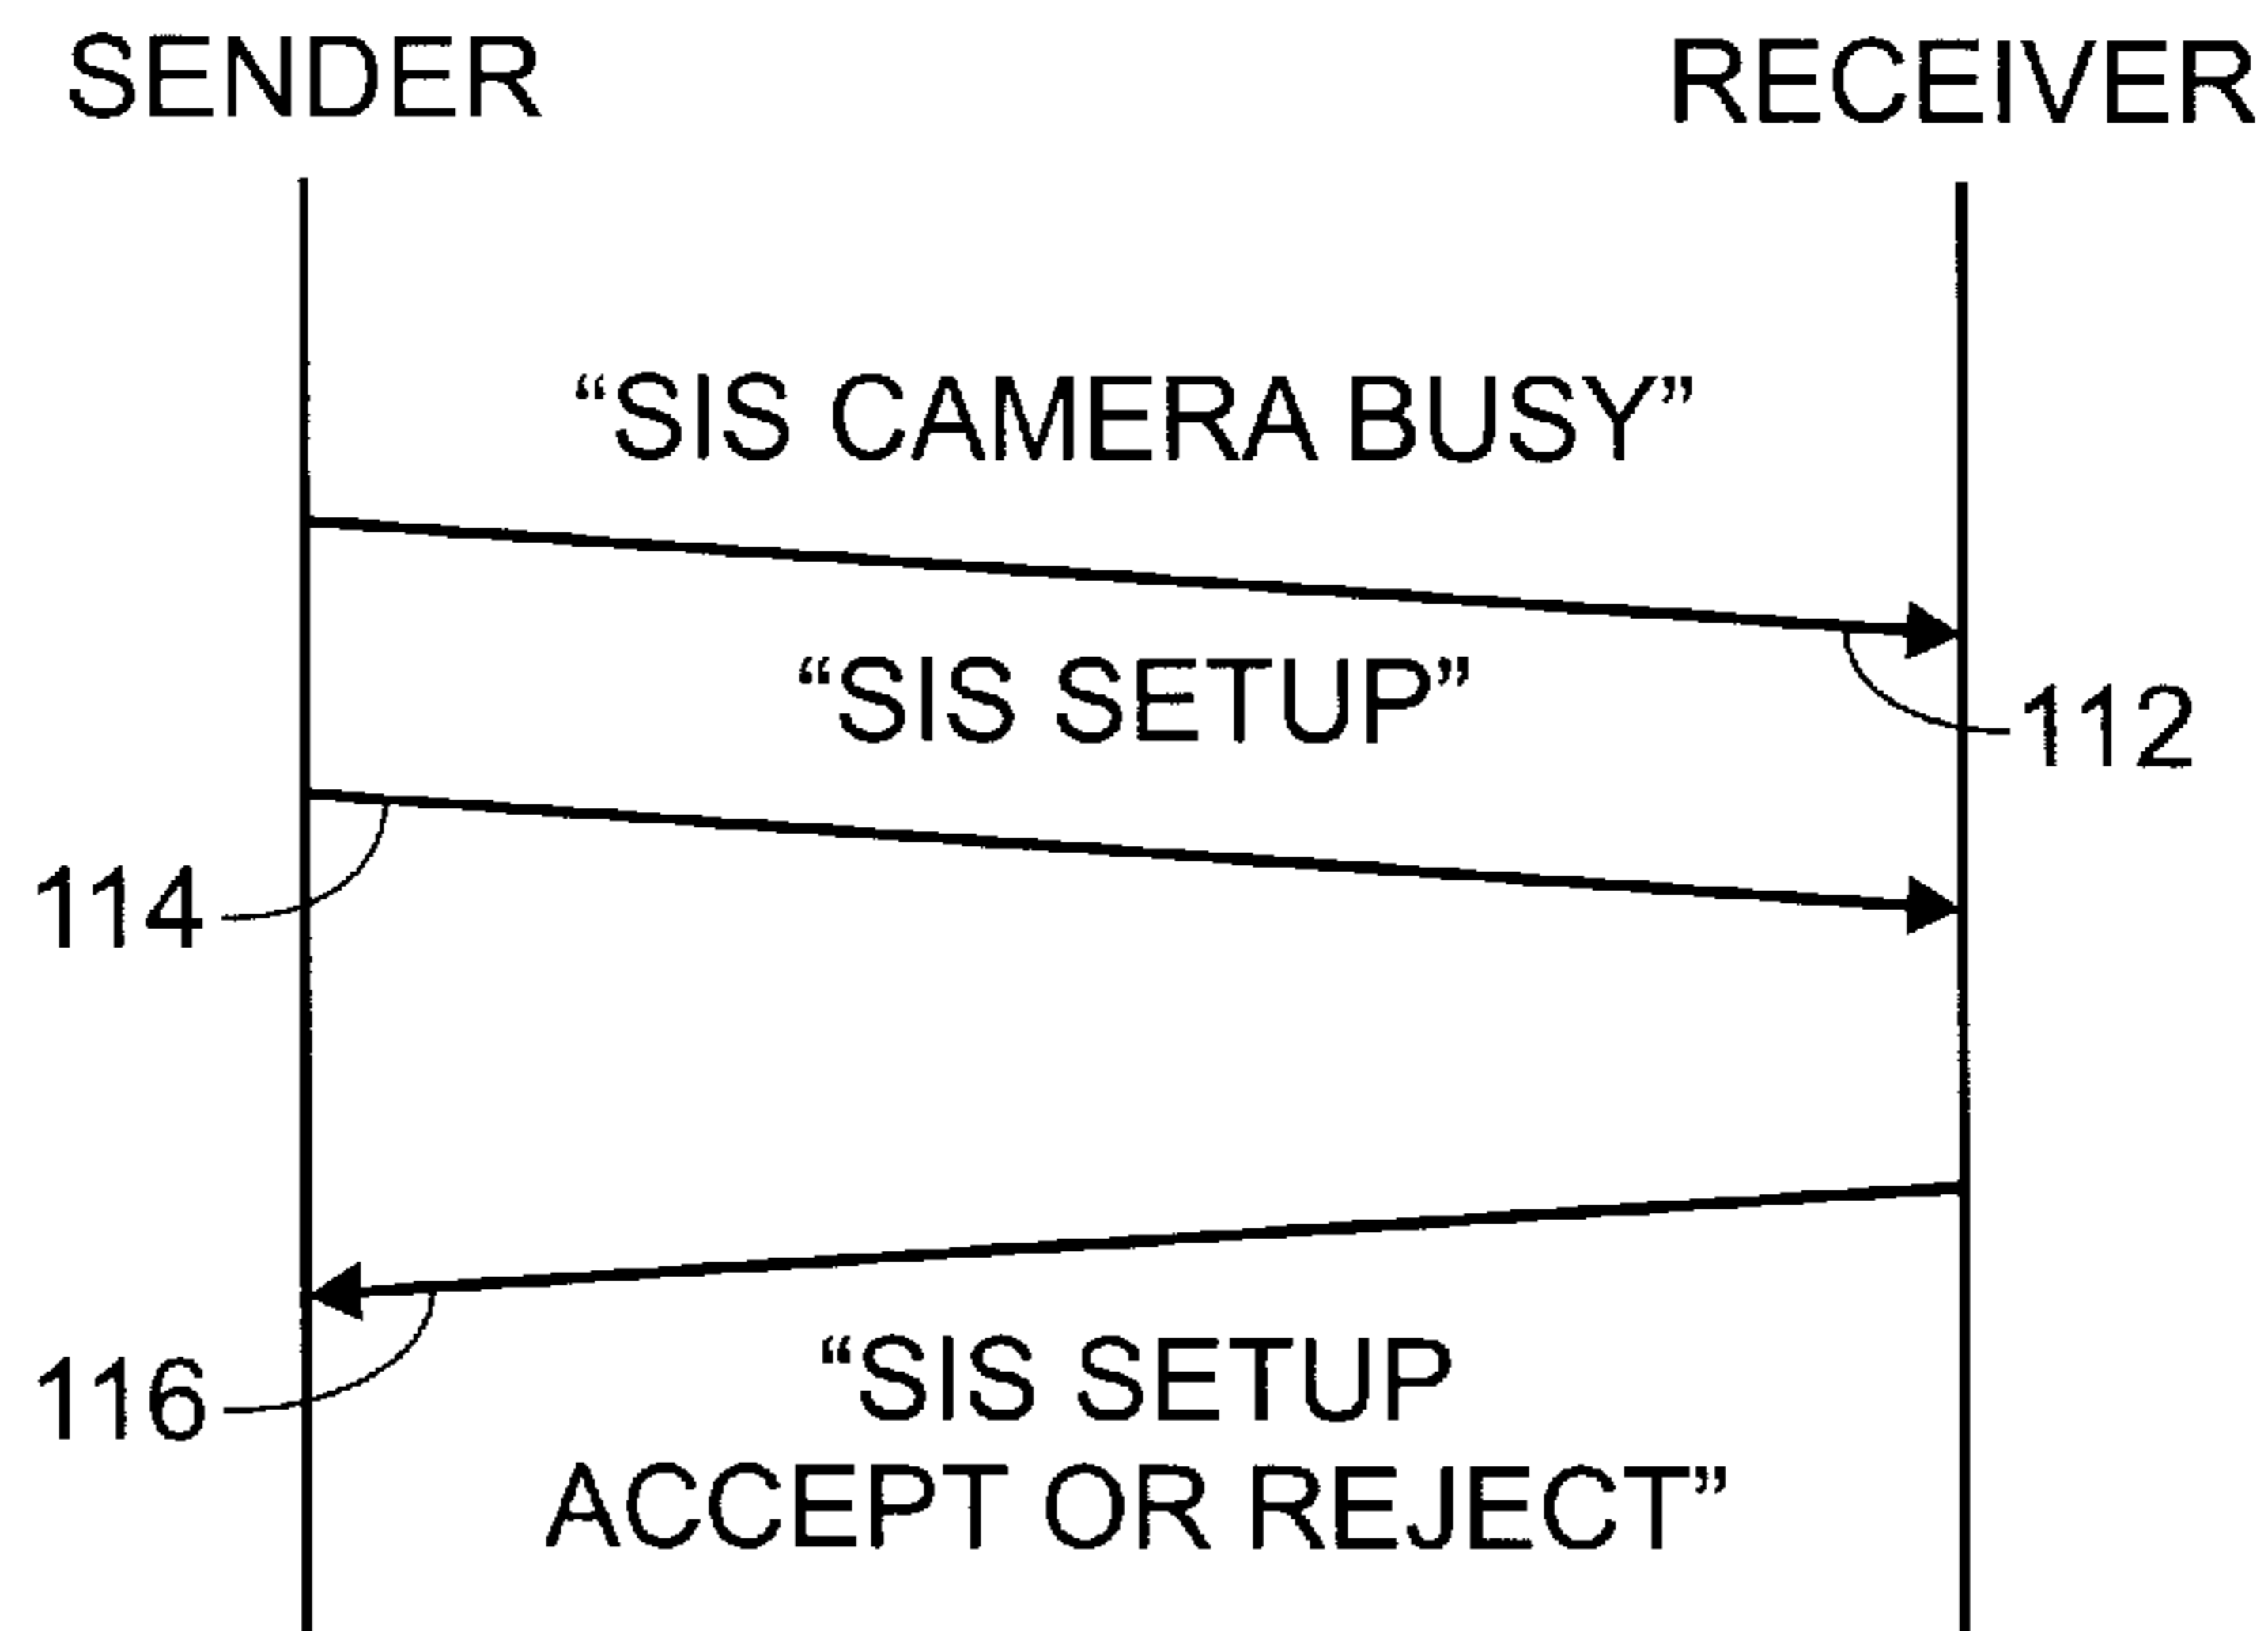 SENDER
RECEIVER
“SIS CAMERA BUSY”
“SIS SETUP”
112
114
116
“SIS SETUP
ACCEPT OR REJECT”